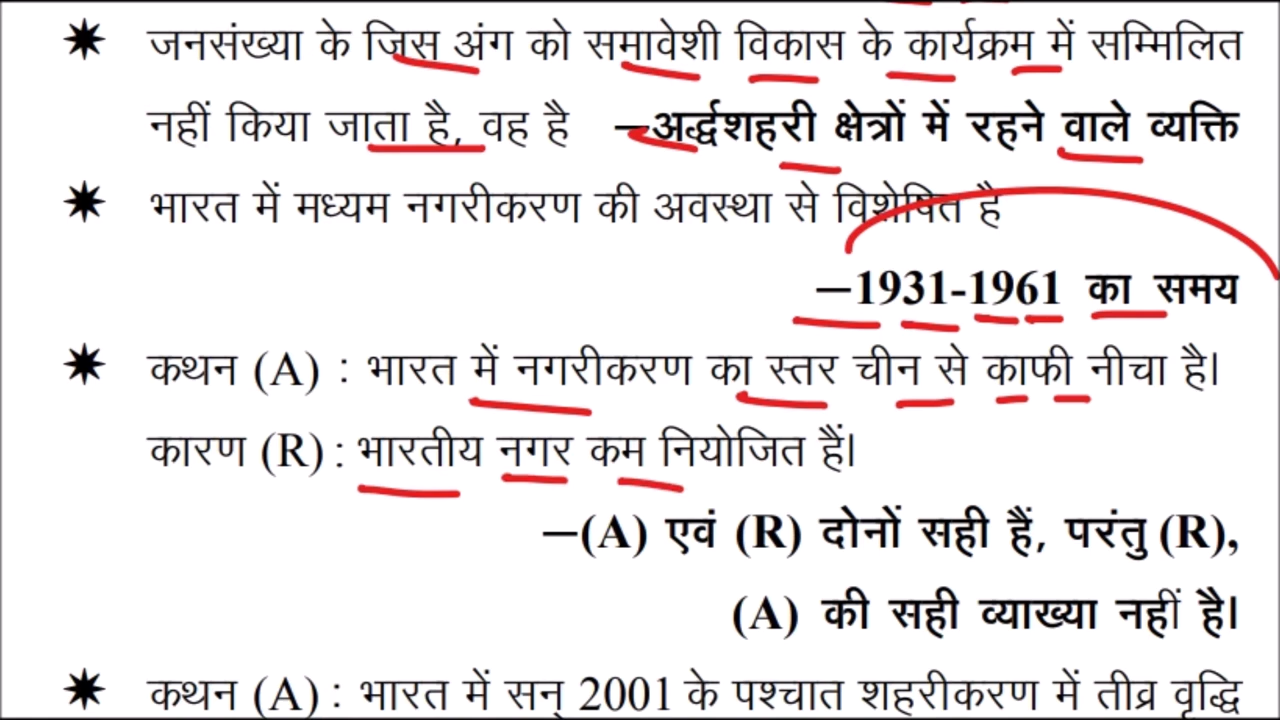 ✷ जनसंख्या के जिस अंग को समावेशी विकास के कार्यक्रम में सम्मिलित
नहीं किया जाता है, वह है –अर्द्धशहरी क्षेत्रों में रहने वाले व्यक्ति
✷ भारत में मध्यम नगरीकरण की अवस्था से विशेषित है
–1931-1961 का समय
✷ कथन (A) : भारत में नगरीकरण का स्तर चीन से काफी नीचा है।
कारण (R) : भारतीय नगर कम नियोजित हैं।
–(A) एवं (R) दोनों सही हैं, परंतु (R),
(A) की सही व्याख्या नहीं है।
✷ कथन (A) : भारत में सन् 2001 के पश्चात शहरीकरण में तीव्र वृद्धि